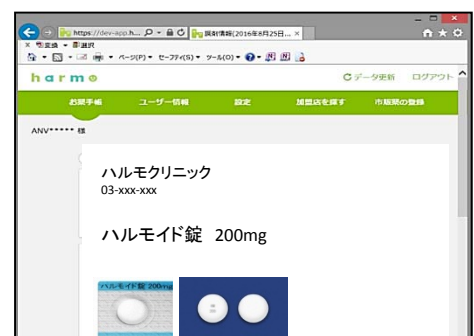 https://dev-app.h...
医剤情報(2016年8月25日...
× 変換 ▼ 選択
ページ(P) セーフティ(S) ツール(O)
harmo
データ更新 ログアウト
お薬手帳 ユーザー情報 設定 加盟店を探す 市販薬の登録
ANV***** 様
ハルモクリニック
03-xxx-xxx
ハルモイド錠 200mg
ハルモイド錠 200mg